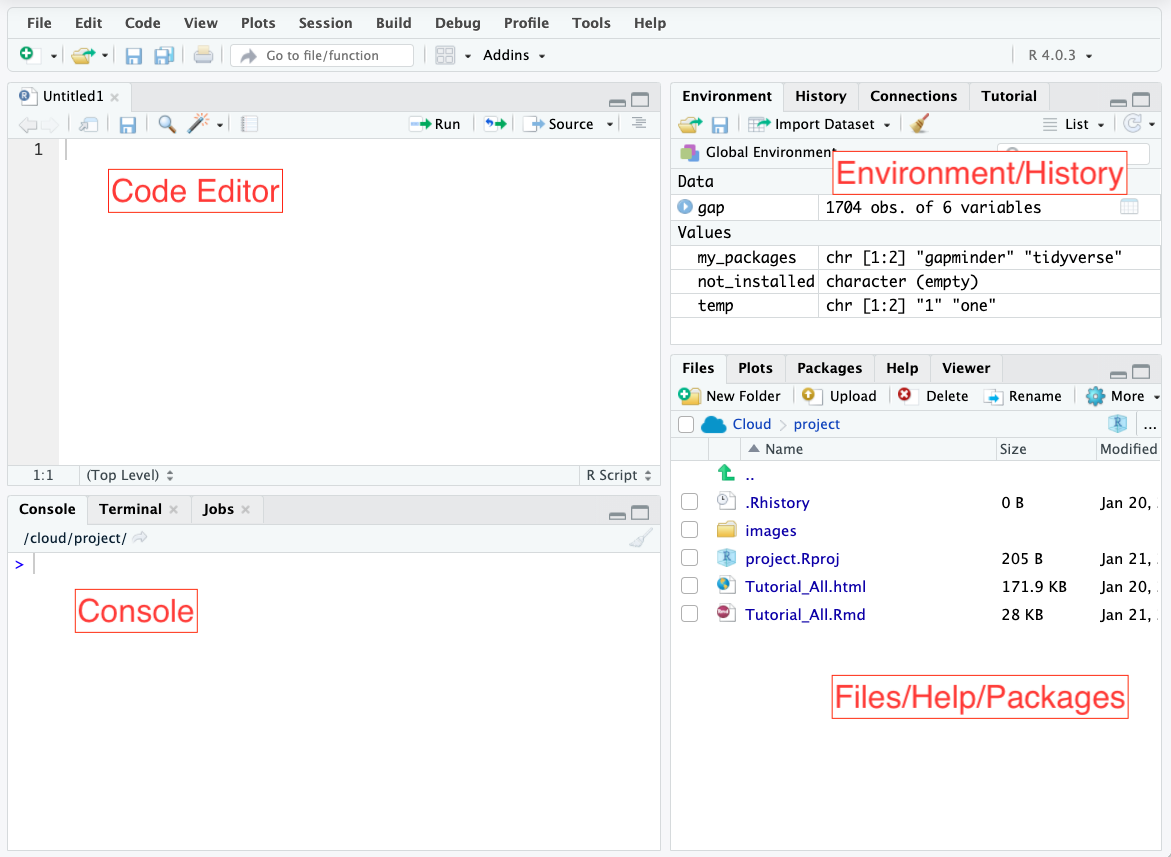 File Edit Code View Plots Session Build Debug Profile Tools Help
Go to file/function Addins R 4.0.3
Untitled1
Run Source
1
Code Editor
1:1 (Top Level) R Script
Console Terminal Jobs
/cloud/project/
>
Console
Environment History Connections Tutorial
Import Dataset List
Global Environment
Environment/History
Data
gap 1704 obs. of 6 variables
Values
my_packages chr [1:2] "gapminder" "tidyverse"
not_installed character (empty)
temp chr [1:2] "1" "one"
Files Plots Packages Help Viewer
New Folder Upload Delete Rename More
Cloud project ...
Name Size Modified
..
.Rhistory 0 B Jan 20,
images
project.Rproj 205 B Jan 21,
Tutorial_All.html 171.9 KB Jan 20,
Tutorial_All.Rmd 28 KB Jan 21,
Files/Help/Packages